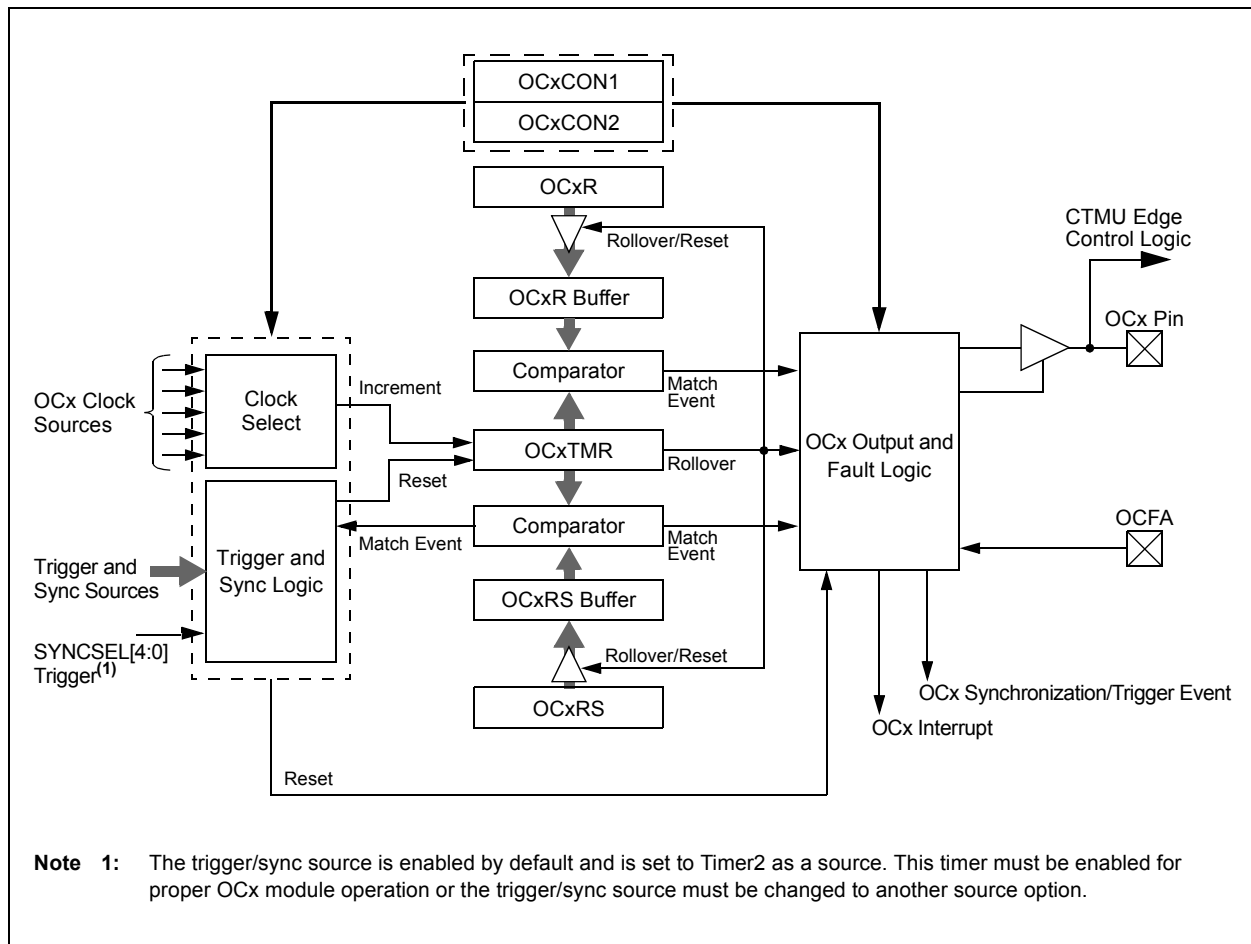 OCxCON1
OCxCON2
OCxR
Rollover/Reset
CTMU Edge
Control Logic
OCxR Buffer
OCx Pin
Comparator
Match
Event
OCx Clock
Sources
Clock
Select
Increment
OCxTMR
Rollover
OCx Output and
Fault Logic
Reset
Comparator
Match Event
Match
Event
OCFA
Trigger and
Sync Sources
Trigger and
Sync Logic
OCxRS Buffer
SYNCSEL[4:0]
Trigger(1)
Rollover/Reset
OCxRS
OCx Synchronization/Trigger Event
OCx Interrupt
Reset
Note 1: The trigger/sync source is enabled by default and is set to Timer2 as a source. This timer must be enabled for
proper OCx module operation or the trigger/sync source must be changed to another source option.